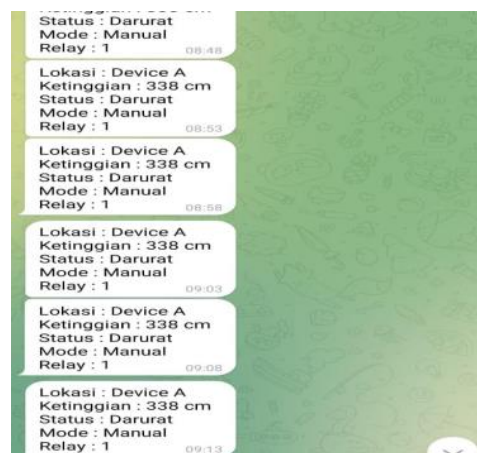 Status : Darurat
Mode : Manual
Relay : 1
08:48
Lokasi : Device A
Ketinggian : 338 cm
Status : Darurat
Mode : Manual
Relay : 1
08:53
Lokasi : Device A
Ketinggian : 338 cm
Status : Darurat
Mode : Manual
Relay : 1
08:58
Lokasi : Device A
Ketinggian : 338 cm
Status : Darurat
Mode : Manual
Relay : 1
09:03
Lokasi : Device A
Ketinggian : 338 cm
Status : Darurat
Mode : Manual
Relay : 1
09:08
Lokasi : Device A
Ketinggian : 338 cm
Status : Darurat
Mode : Manual
Relay : 1
09:13